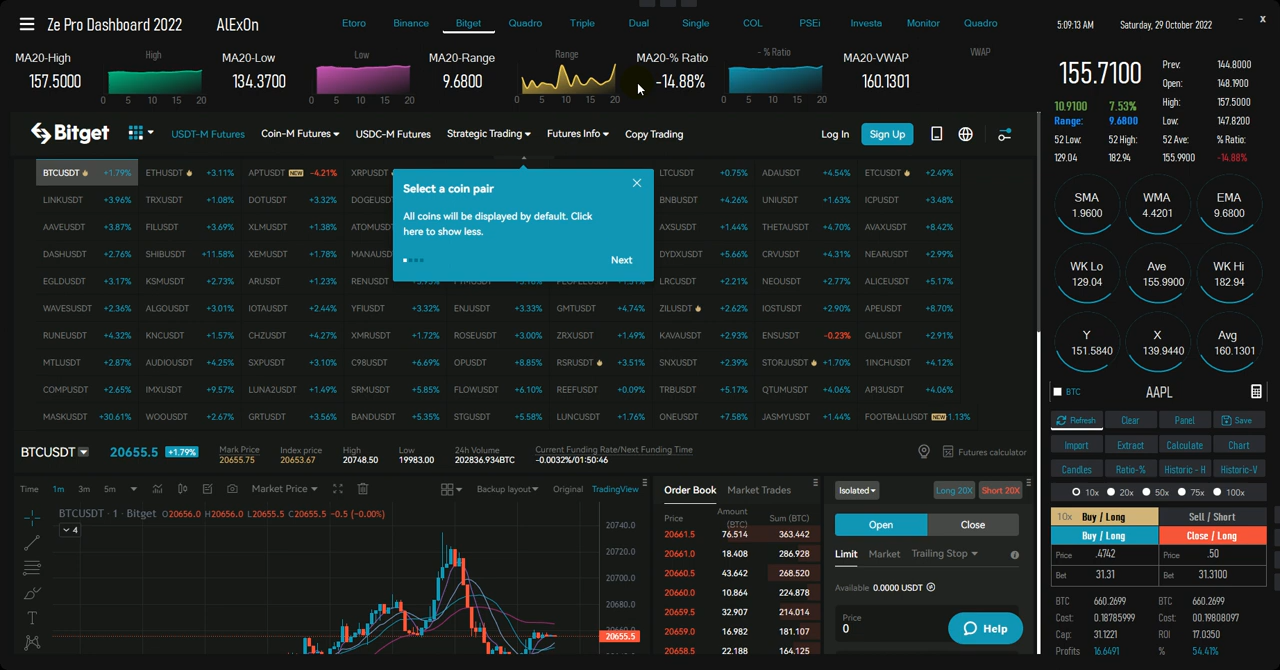 Ze Pro Dashboard 2022 AlExOn Etoro Binance Bitget Quadro Triple Dual Single COL PSEi Investa Monitor Quadro 5:09:13 AM Saturday, 29 October 2022 – x
MA20-High High MA20-Low Low MA20-Range Range MA20-% Ratio - % Ratio MA20-VWAP VWAP
157.5000 134.3700 9.6800 -14.88% 160.1301
0 5 10 15 20 0 5 10 15 20 0 5 10 15 20 0 5 10 15 20
Bitget USDT-M Futures Coin-M Futures USDC-M Futures Strategic Trading Futures Info Copy Trading Log In Sign Up
BTCUSDT +1.79% ETHUSDT +3.11% APTUSDT NEW -4.21% XRPUSDT LTCUSDT +0.75% ADAUSDT +4.54% ETCUSDT +2.49%
LINKUSDT +3.96% TRXUSDT +1.08% DOTUSDT +3.32% DOGEUSD BNBUSDT +4.26% UNIUSDT +1.63% ICPUSDT +3.48%
AAVEUSDT +3.87% FILUSDT +3.69% XLMUSDT +1.38% ATOMUSD AXSUSDT +1.44% THETAUSDT +4.70% AVAXUSDT +8.42%
DASHUSDT +2.76% SHIBUSDT +11.58% XEMUSDT +1.78% MANAUSD DYDXUSDT +5.66% CRVUSDT +4.31% NEARUSDT +2.99%
EGLDUSDT +3.17% KSMUSDT +2.73% ARUSDT +1.23% RENUSDT LRCUSDT +2.21% NEOUSDT +2.77% ALICEUSDT +5.17%
WAVESUSDT +2.36% ALGOUSDT +3.01% IOTAUSDT +2.44% YFIUSDT +3.32% ENJUSDT +3.33% GMTUSDT +4.74% ZILUSDT +2.62% IOSTUSDT +2.90% APEUSDT +8.70%
RUNEUSDT +4.32% KNCUSDT +1.57% CHZUSDT +4.27% XMRUSDT +1.72% ROSEUSDT +3.00% ZRXUSDT +1.49% KAVAUSDT +2.93% ENSUSDT -0.23% GALUSDT +2.91%
MTLUSDT +2.87% AUDIOUSDT +4.25% SXPUSDT +3.10% C98USDT +6.69% OPUSDT +8.85% RSRUSDT +3.51% SNXUSDT +2.39% STORJUSDT +1.70% 1INCHUSDT +4.12%
COMPUSDT +2.65% IMXUSDT +9.57% LUNA2USDT +1.49% SRMUSDT +5.85% FLOWUSDT +6.10% REEFUSDT +0.09% TRBUSDT +5.17% QTUMUSDT +4.06% API3USDT +4.06%
MASKUSDT +30.61% WOOUSDT +2.67% GRTUSDT +3.56% BANDUSDT +5.35% STGUSDT +5.58% LUNCUSDT +1.76% ONEUSDT +7.58% JASMYUSDT +1.44% FOOTBALLUSDT NEW 1.13%
Select a coin pair
All coins will be displayed by default. Click
here to show less.
Next
BTCUSDT 20655.5 +1.79% Mark Price Index price High Low 24h Volume Current Funding Rate/Next Funding Time Futures calculator
20655.75 20653.67 20748.50 19983.00 202836.934BTC -0.0032%/01:50:46
Time 1m 3m 5m Market Price Backup layout Original TradingView
BTCUSDT · 1 · Bitget O20656.0 H20656.0 L20655.5 C20655.5 -0.5 (-0.00%)
4
20740.0
20720.0
20700.0
20680.0
20655.5
Order Book Market Trades
Price Amount (BTC) Sum (BTC)
20661.5 76.514 363.442
20661.0 18.408 286.928
20660.5 43.642 268.520
20660.0 10.864 224.878
20659.5 32.907 214.014
20659.0 16.982 181.107
20658.5 22.188 164.125
Isolated Long 20X Short 20X
Open Close
Limit Market Trailing Stop
Available 0.0000 USDT
Price
0
Help
155.7100
10.9100 7.53%
Range: 9.6800
Prev: 144.8000
Open: 148.1900
High: 157.5000
Low: 147.8200
52 Low: 52 High: 52 Ave: % Ratio:
129.04 182.94 155.9900 -14.88%
SMA WMA EMA
1.9600 4.4201 9.6800
WK Lo Ave WK Hi
129.04 155.9900 182.94
Y X Avg
151.5840 139.9440 160.1301
BTC AAPL
Refresh Clear Panel Save
Import Extract Calculate Chart
Candles Ratio-% Historic - H Historic-V
10x 20x 50x 75x 100x
10x Buy / Long Sell / Short
Buy / Long Close / Long
Price .4742 Price .50
Bet 31.31 Bet 31.3100
BTC 660.2699 BTC 660.2699
Cost: 0.18785999 Cost: 00.19808097
Cap: 31.1221 ROI 17.0350
Profits 16.6491 % 54.41%